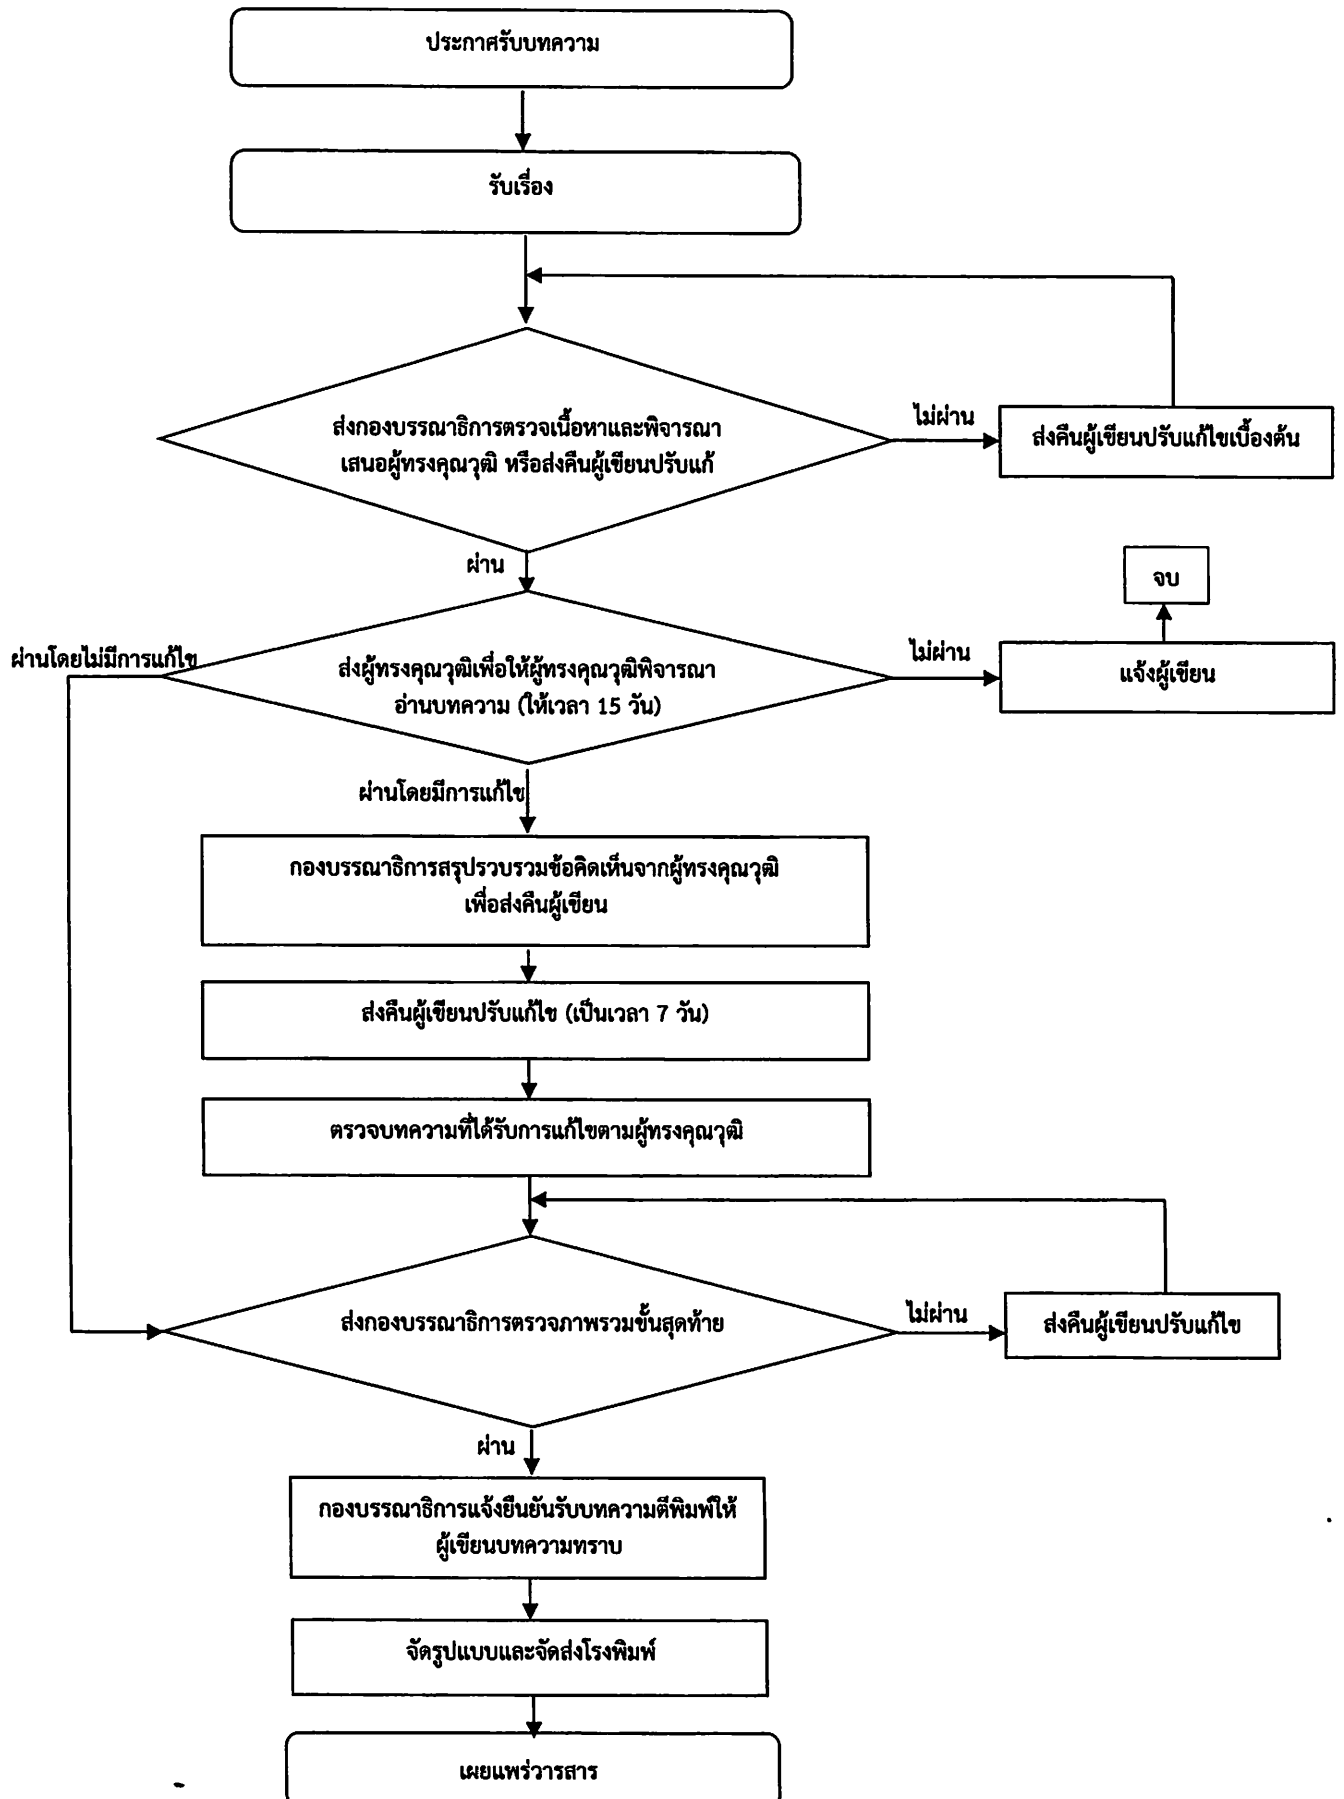 ประกาศรับบทความ
รับเรื่อง
ส่งกองบรรณาธิการตรวจเนื้อหาและพิจารณา
เสนอผู้ทรงคุณวุฒิ หรือส่งคืนผู้เขียนปรับแก้
ไม่ผ่าน
ส่งคืนผู้เขียนปรับแก้ไขเบื้องต้น
ผ่าน
จบ
ผ่านโดยไม่มีการแก้ไข
ส่งผู้ทรงคุณวุฒิเพื่อให้ผู้ทรงคุณวุฒิพิจารณา
อ่านบทความ (ให้เวลา 15 วัน)
ไม่ผ่าน
แจ้งผู้เขียน
ผ่านโดยมีการแก้ไข
กองบรรณาธิการสรุปรวบรวมข้อคิดเห็นจากผู้ทรงคุณวุฒิ
เพื่อส่งคืนผู้เขียน
ส่งคืนผู้เขียนปรับแก้ไข (เป็นเวลา 7 วัน)
ตรวจบทความที่ได้รับการแก้ไขตามผู้ทรงคุณวุฒิ
ส่งกองบรรณาธิการตรวจภาพรวมขั้นสุดท้าย
ไม่ผ่าน
ส่งคืนผู้เขียนปรับแก้ไข
ผ่าน
กองบรรณาธิการแจ้งยืนยันรับบทความตีพิมพ์ให้
ผู้เขียนบทความทราบ
จัดรูปแบบและจัดส่งโรงพิมพ์
เผยแพร่วารสาร